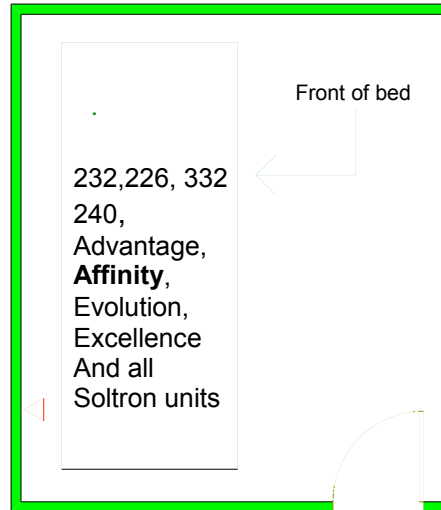 Front of bed
232,226, 332
240,
Advantage,
Affinity,
Evolution,
Excellence
And all
Soltron units